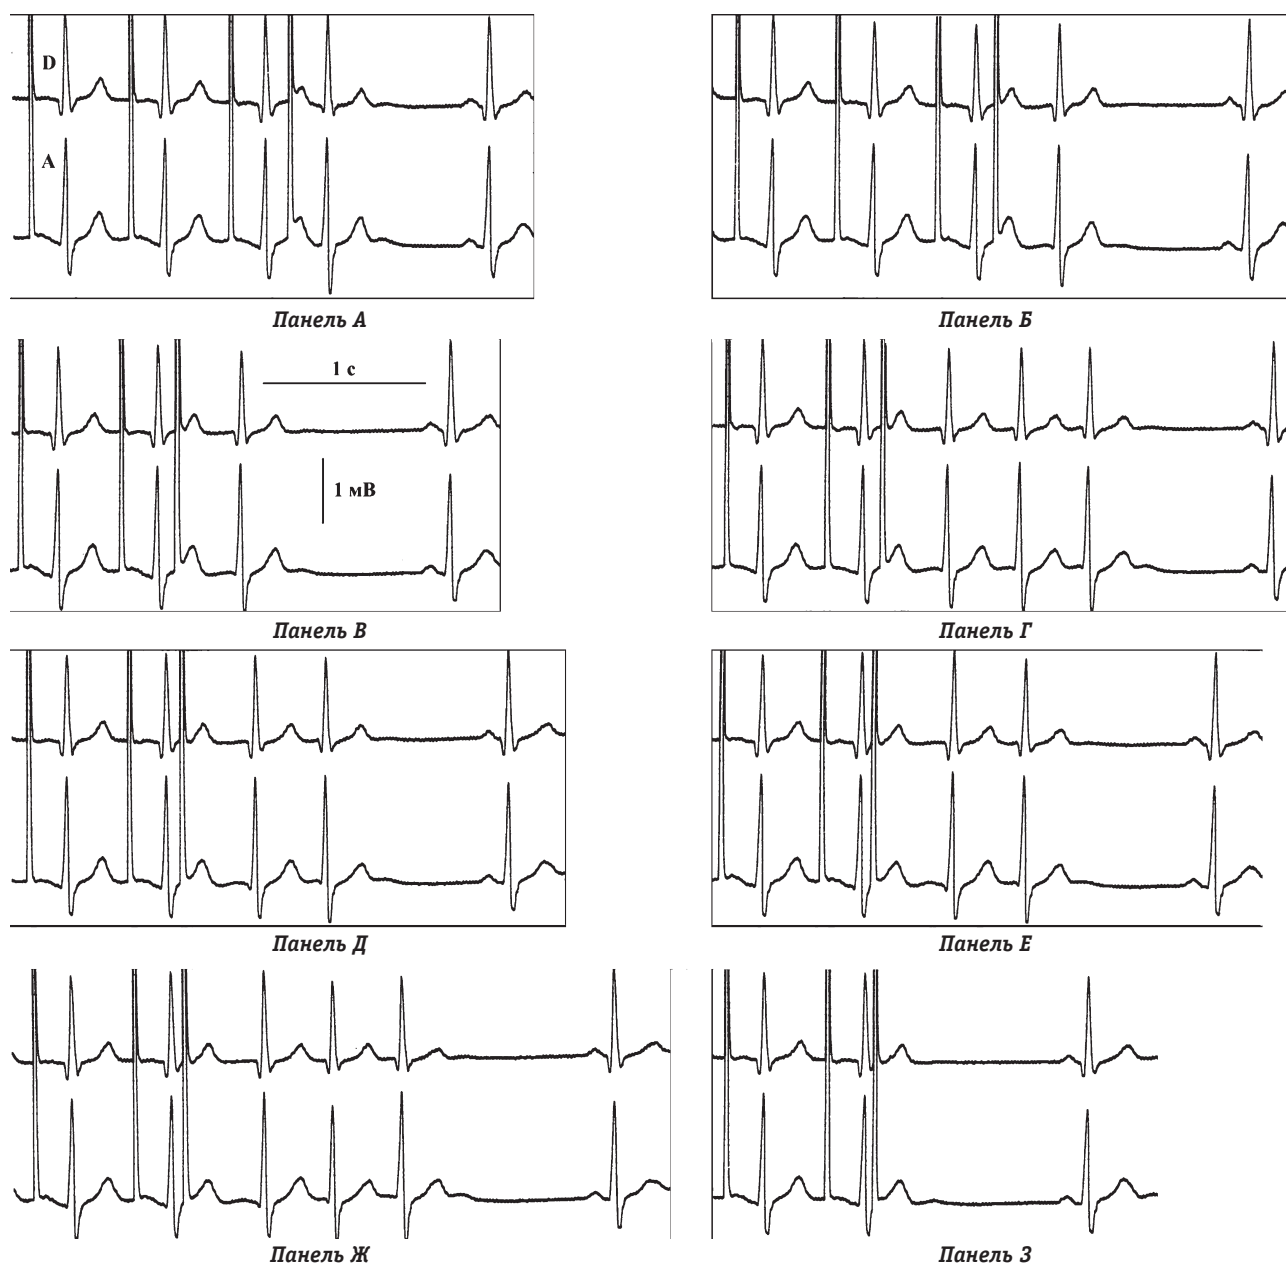 D
A
Панель А
Панель Б
1 с
1 мВ
Панель В
Панель Г
Панель Д
Панель Е
Панель Ж
Панель З